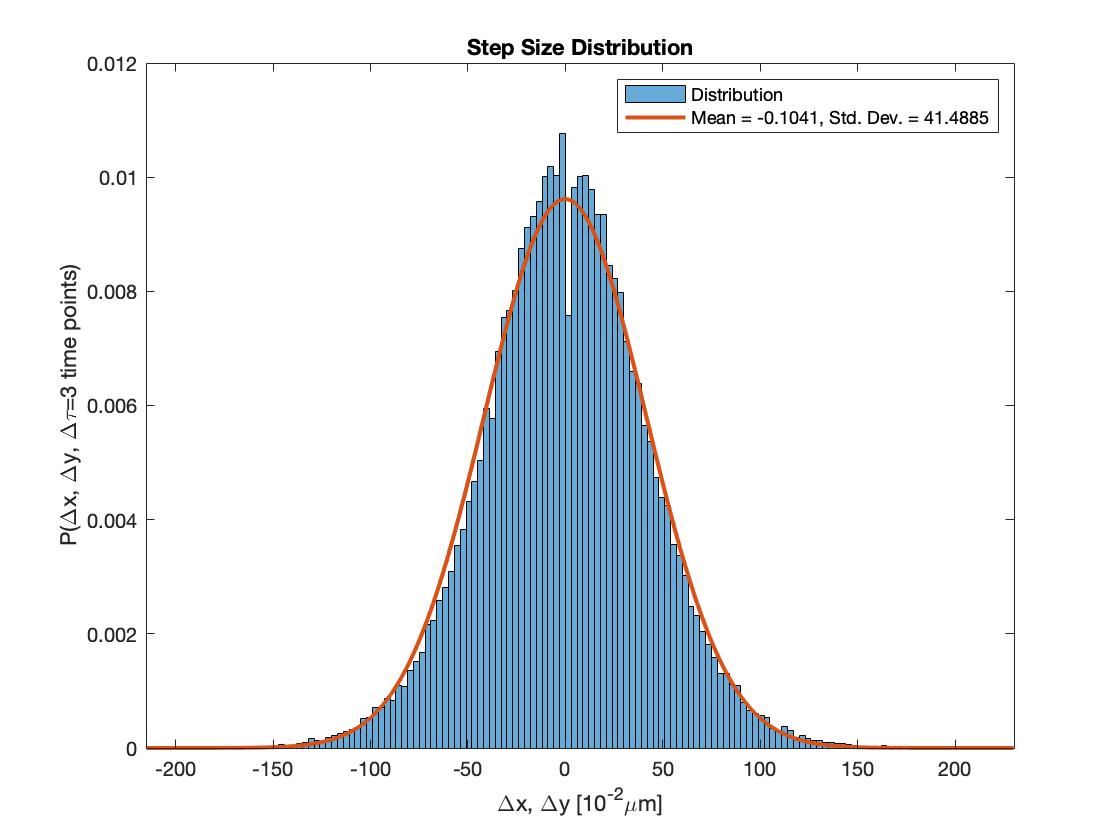 Step Size Distribution
Distribution
Mean = -0.1041, Std. Dev. = 41.4885
P(Δx, Δy, Δτ=3 time points)
0.012
0.01
0.008
0.006
0.004
0.002
0
-200 -150 -100 -50 0 50 100 150 200
Δx, Δy [10⁻²μm]